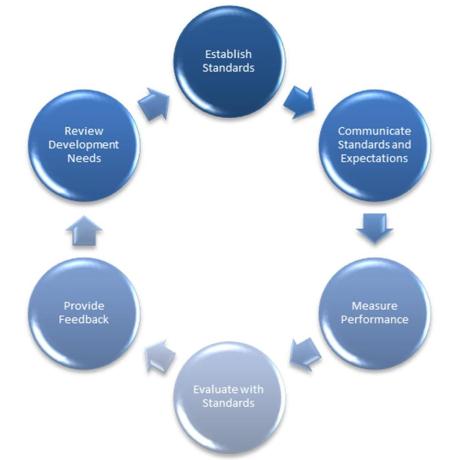 Establish
Standards
Communicate
Standards and
Expectations
Measure
Performance
Evaluate with
Standards
Provide
Feedback
Review
Development
Needs